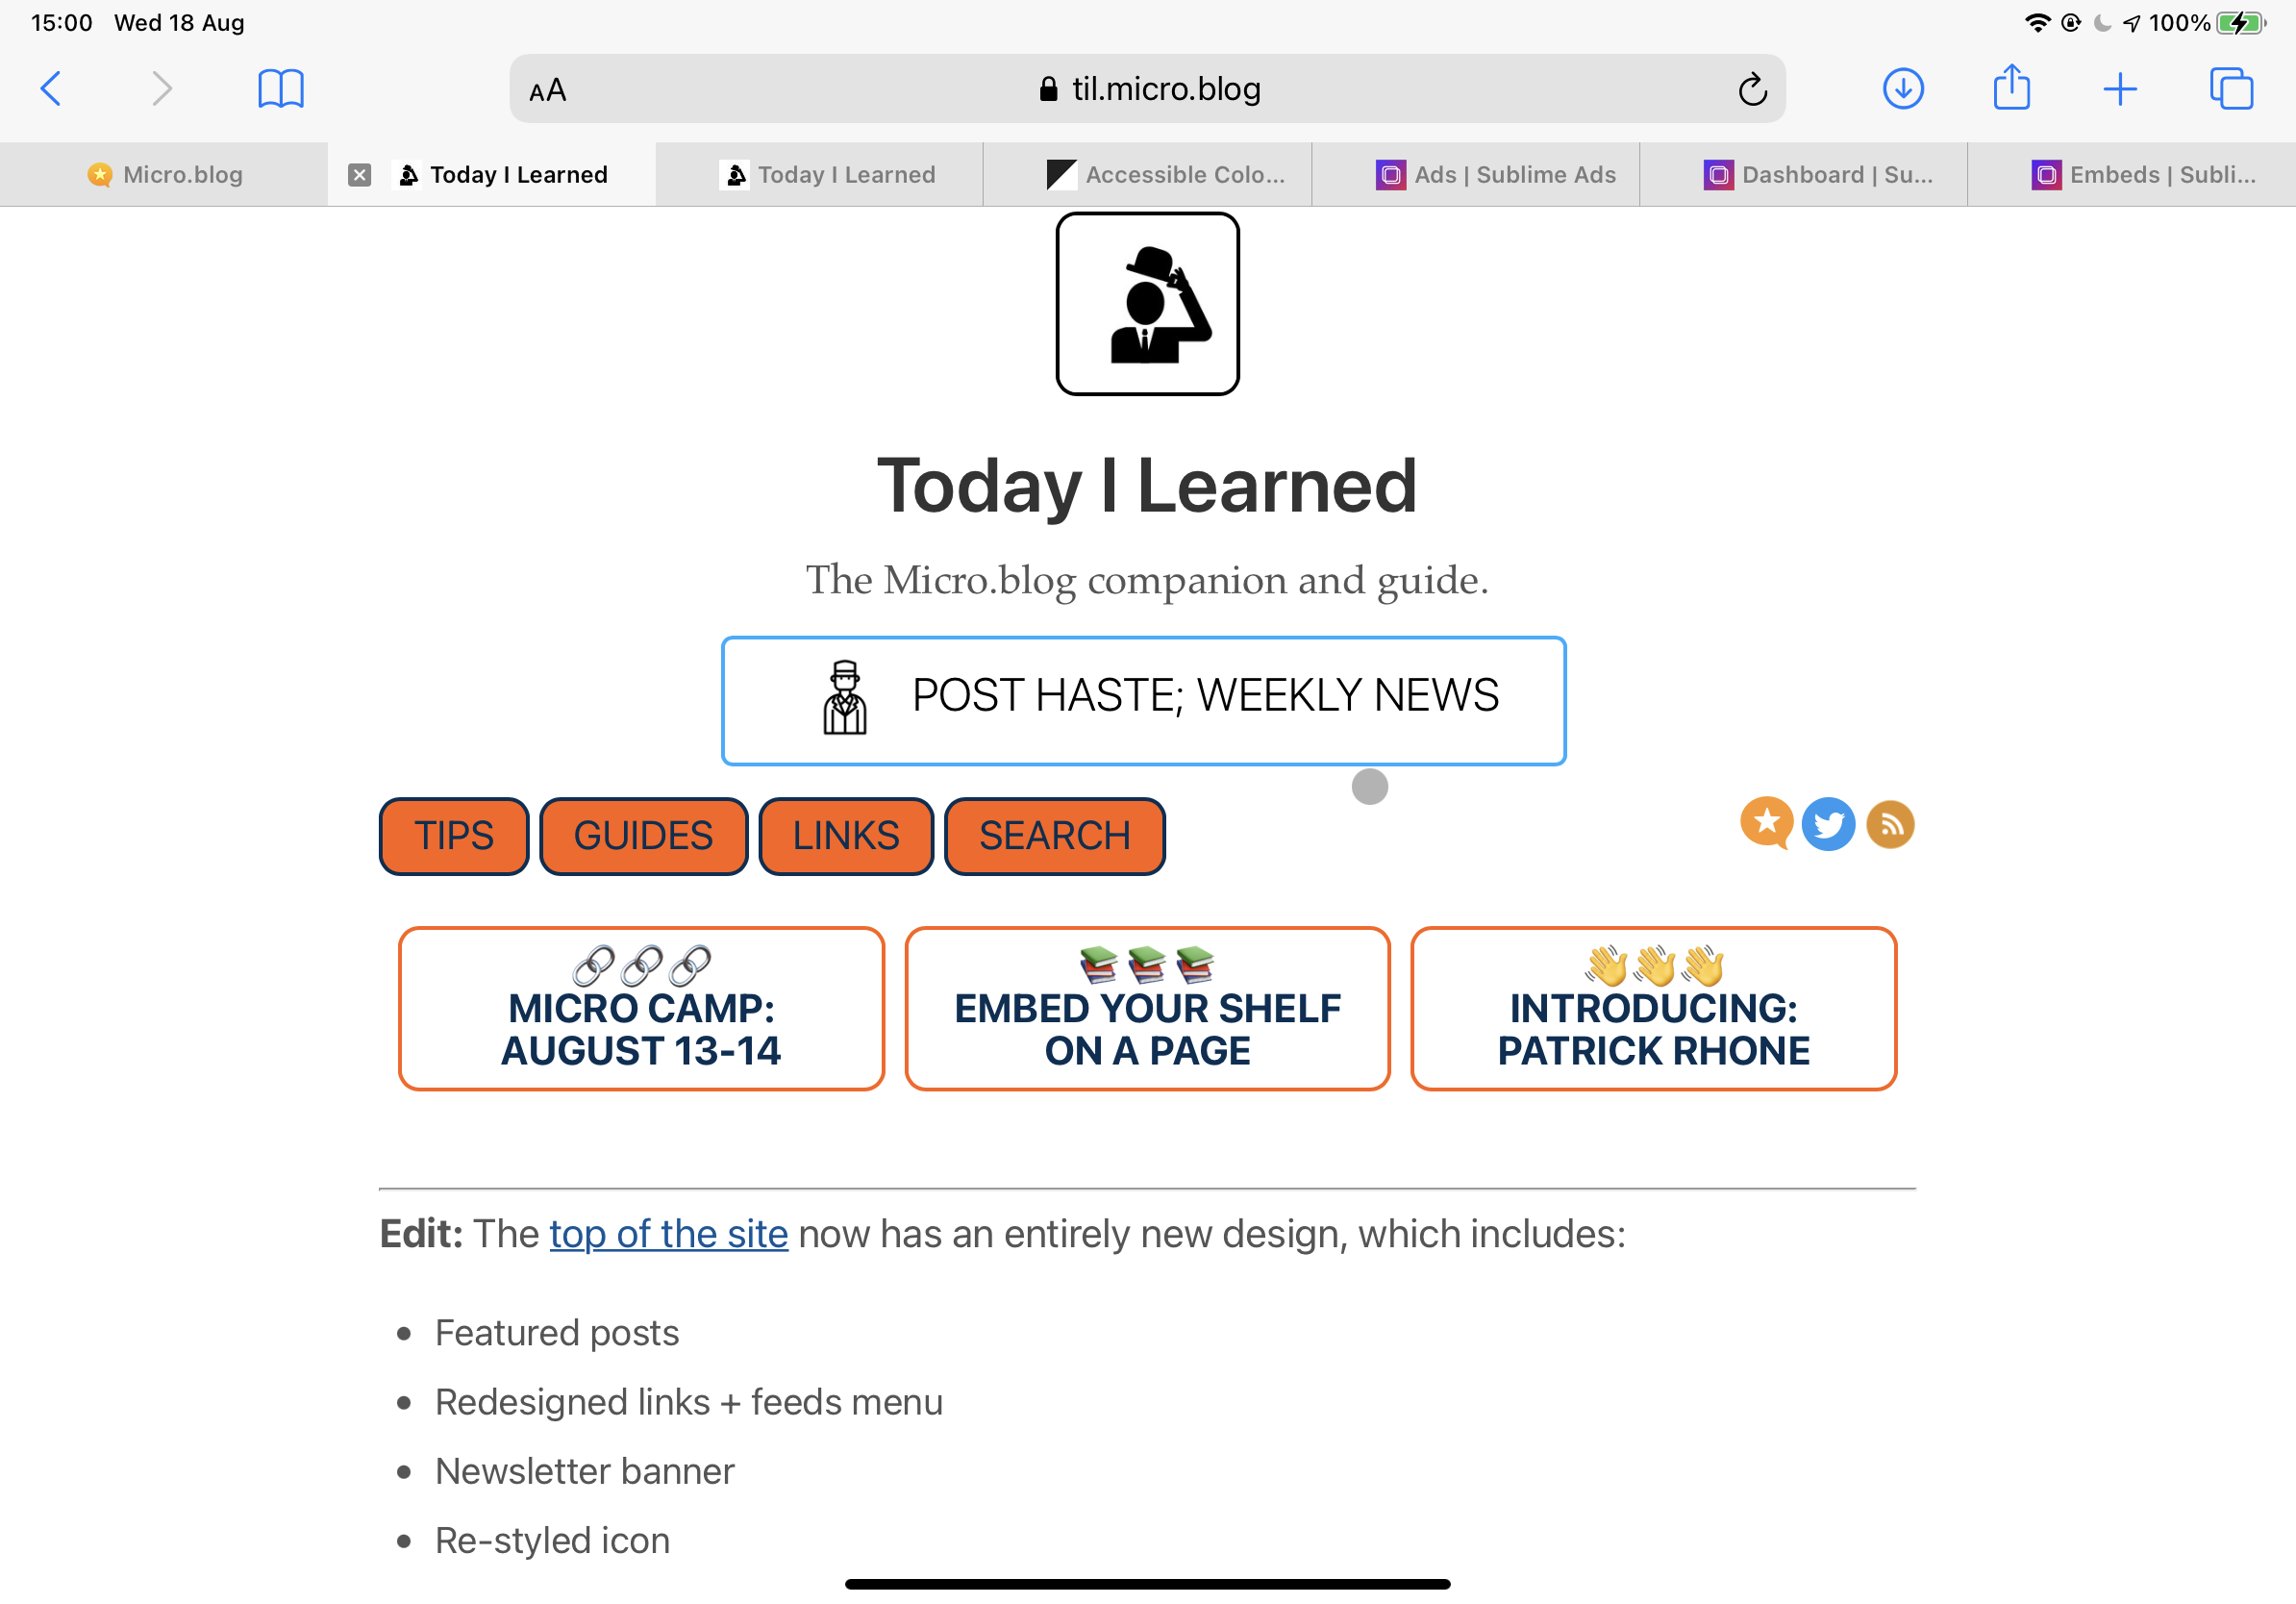 15:00 Wed 18 Aug
100%
AA til.micro.blog
Micro.blog
Today I Learned
Today I Learned
Accessible Colo...
Ads | Sublime Ads
Dashboard | Su...
Embeds | Subli...
Today I Learned
The Micro.blog companion and guide.
POST HASTE; WEEKLY NEWS
TIPS GUIDES LINKS SEARCH
MICRO CAMP:
AUGUST 13-14
EMBED YOUR SHELF
ON A PAGE
INTRODUCING:
PATRICK RHONE
Edit: The top of the site now has an entirely new design, which includes:
• Featured posts
• Redesigned links + feeds menu
• Newsletter banner
• Re-styled icon